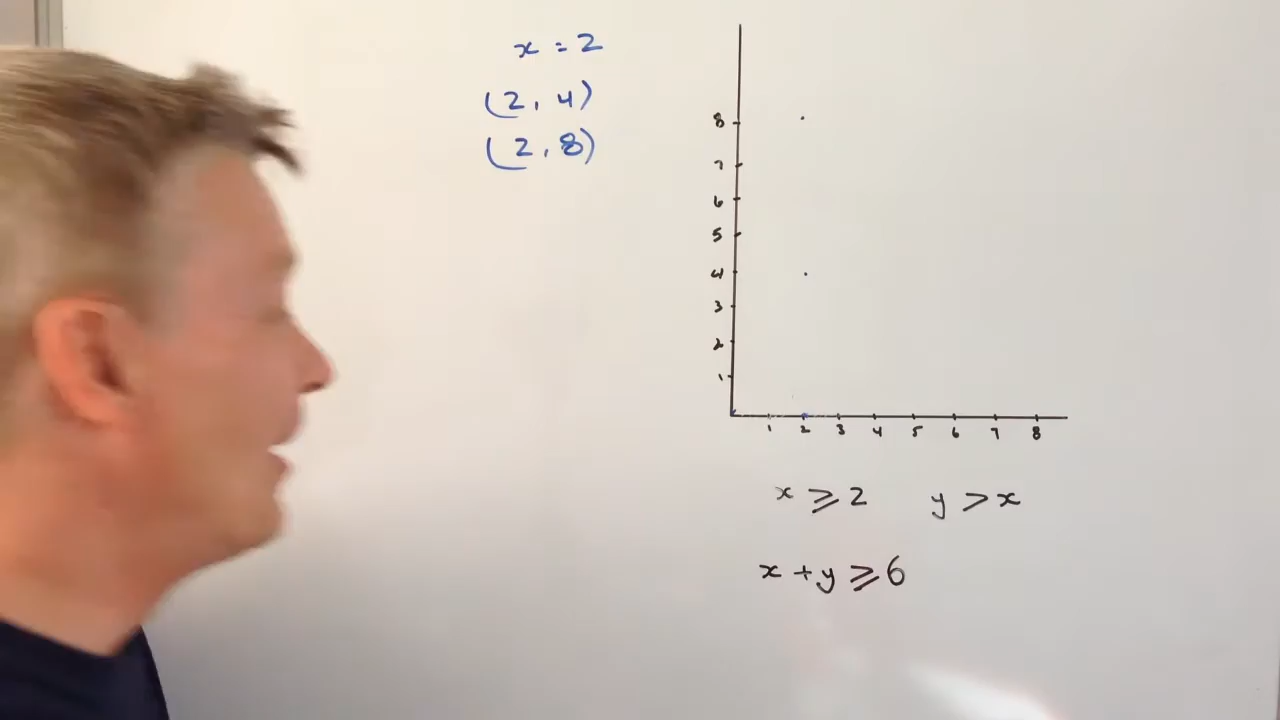 x = 2
(2, 4)
(2, 8)
8
7
6
5
4
3
2
1
1 2 3 4 5 6 7 8
x ⩾ 2 y > x
x + y ⩾ 6